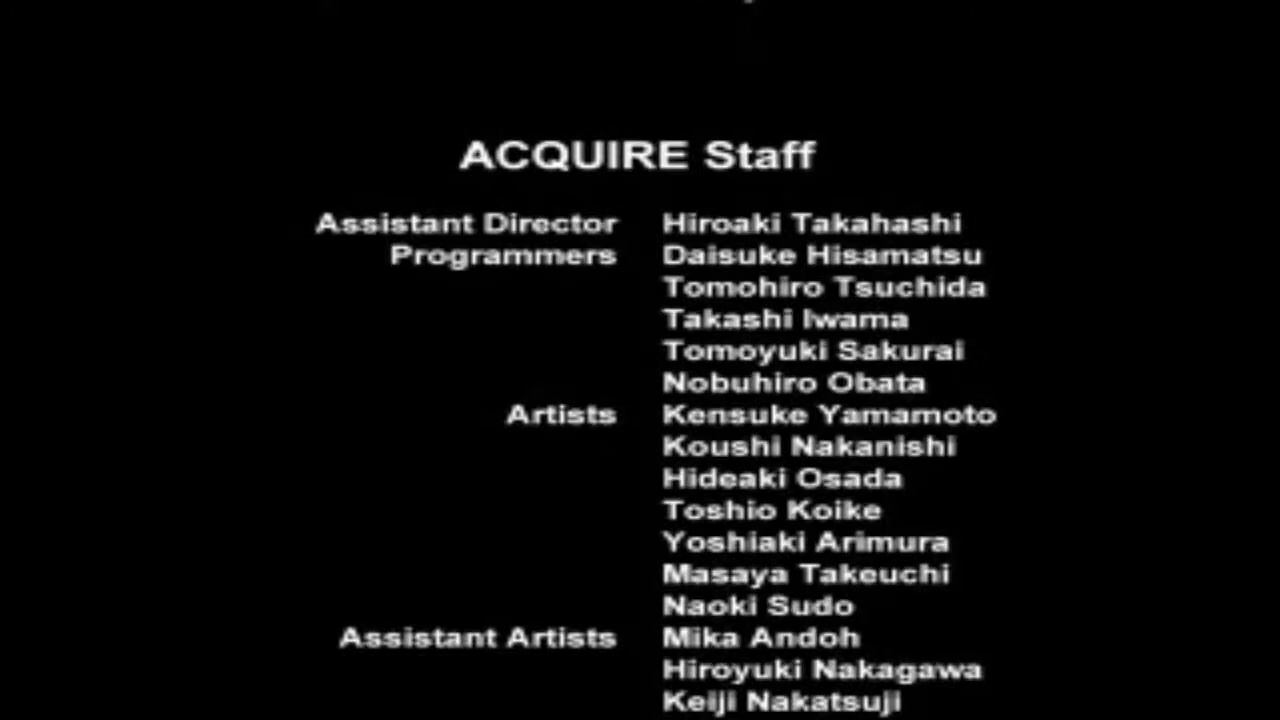 ACQUIRE Staff
Assistant Director Hiroaki Takahashi
Programmers Daisuke Hisamatsu
Tomohiro Tsuchida
Takashi Iwama
Tomoyuki Sakurai
Nobuhiro Obata
Artists Kensuke Yamamoto
Koushi Nakanishi
Hideaki Osada
Toshio Koike
Yoshiaki Arimura
Masaya Takeuchi
Naoki Sudo
Assistant Artists Mika Andoh
Hiroyuki Nakagawa
Keiji Nakatsuji